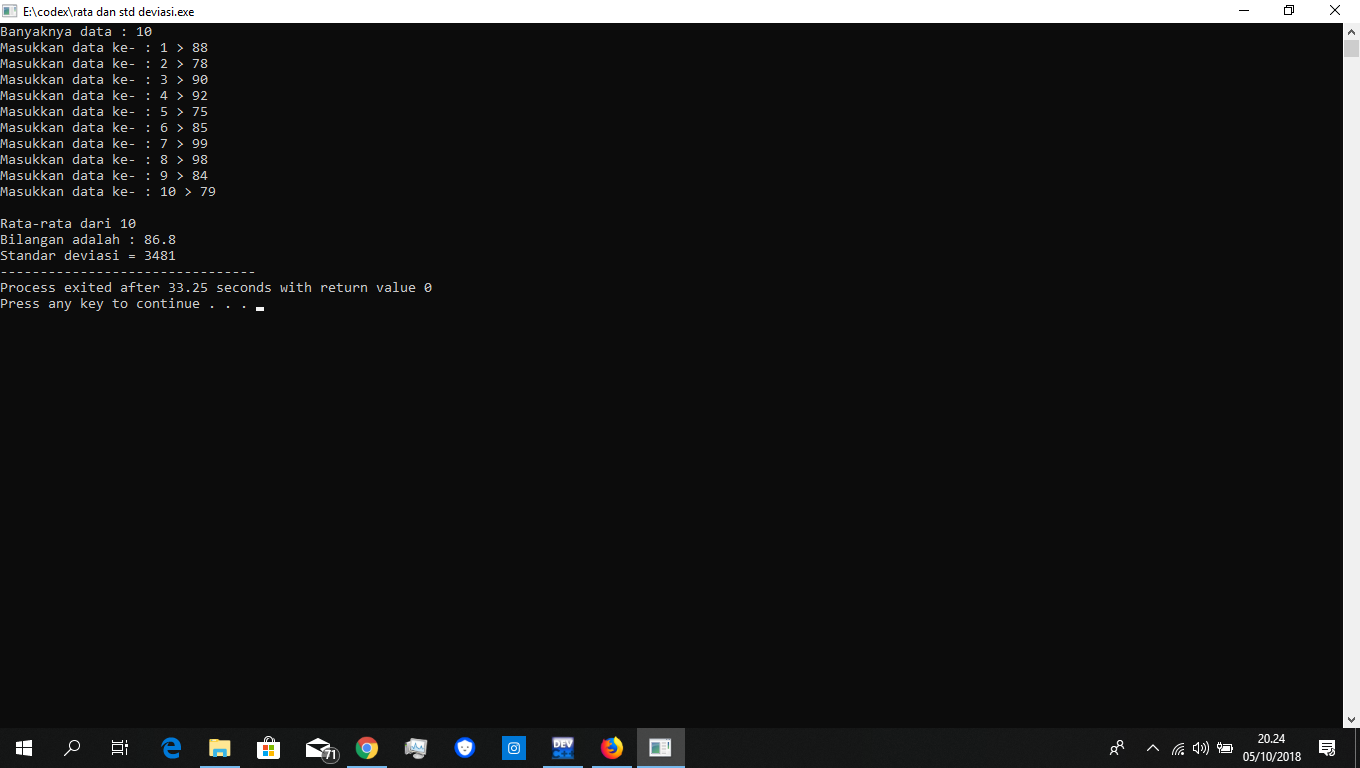 E:\codex\rata dan std deviasi.exe
Banyaknya data : 10
Masukkan data ke- : 1 > 88
Masukkan data ke- : 2 > 78
Masukkan data ke- : 3 > 90
Masukkan data ke- : 4 > 92
Masukkan data ke- : 5 > 75
Masukkan data ke- : 6 > 85
Masukkan data ke- : 7 > 99
Masukkan data ke- : 8 > 98
Masukkan data ke- : 9 > 84
Masukkan data ke- : 10 > 79
Rata-rata dari 10
Bilangan adalah : 86.8
Standar deviasi = 3481
--------------------------------
Process exited after 33.25 seconds with return value 0
Press any key to continue . . .
71
DEV
20.24
05/10/2018